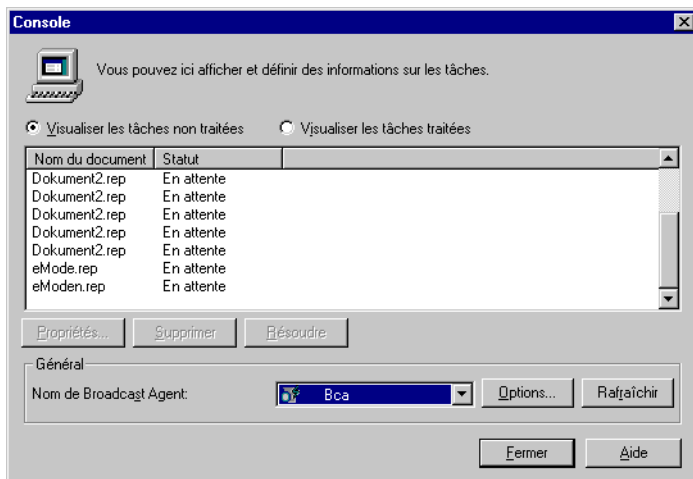 Console
Vous pouvez ici afficher et définir des informations sur les tâches.
Visualiser les tâches non traitées Visualiser les tâches traitées
Nom du document Statut
Dokument2.rep En attente
Dokument2.rep En attente
Dokument2.rep En attente
Dokument2.rep En attente
Dokument2.rep En attente
eMode.rep En attente
eModen.rep En attente
Propriétés... Supprimer Résoudre
Général
Nom de Broadcast Agent: Bca Options... Rafraîchir
Fermer Aide